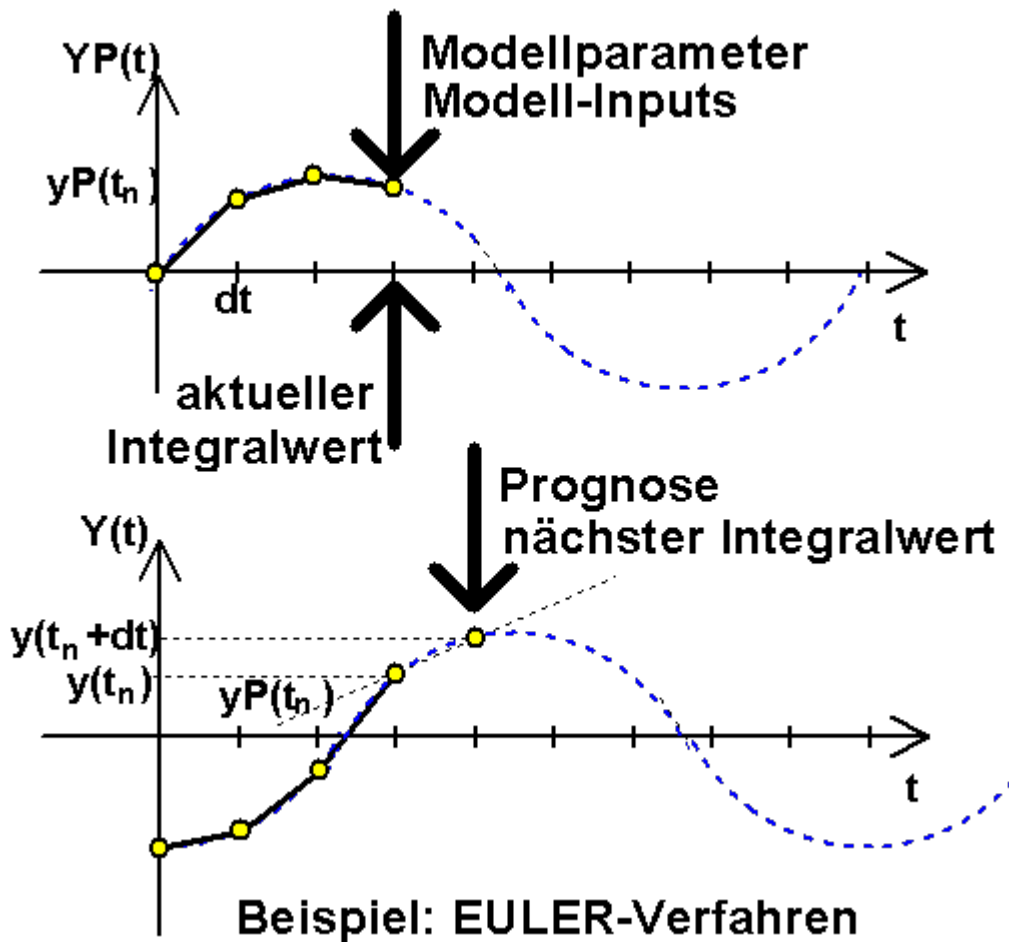 YP(t)
Modellparameter
Modell-Inputs
yP(tn)
dt
t
aktueller
Integralwert
Prognose
nächster Integralwert
Y(t)
y(tn+dt)
y(tn)
yP(tn)
t
Beispiel: EULER-Verfahren